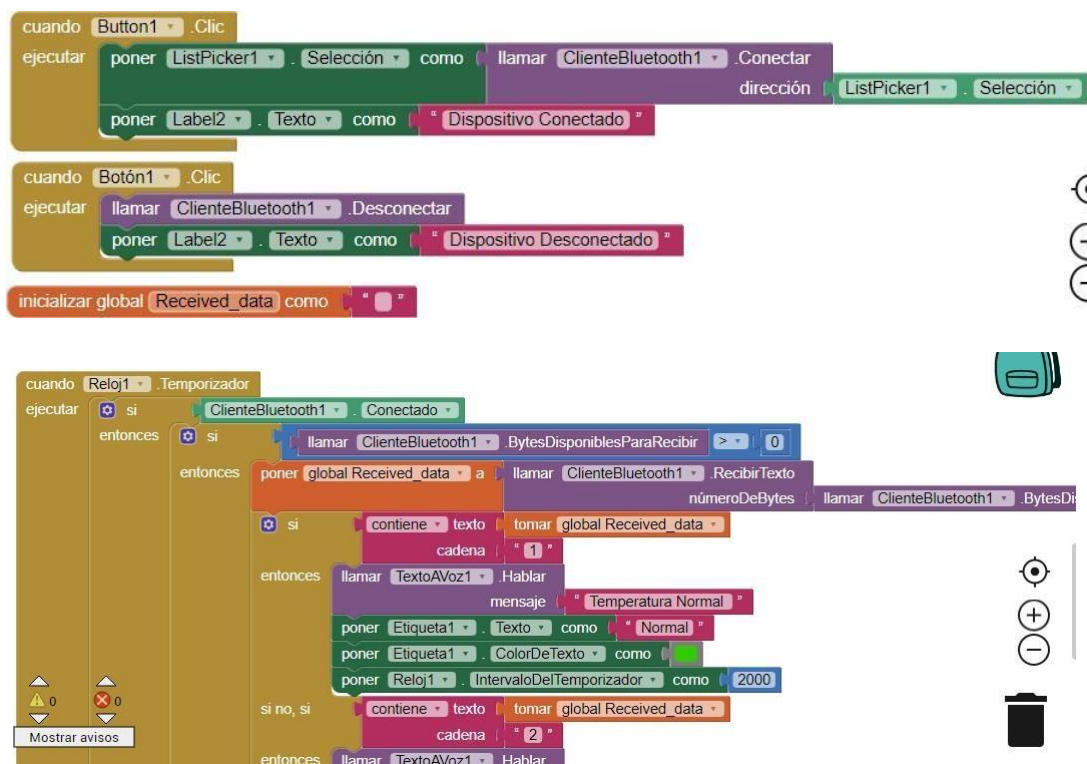 cuando Button1 .Clic
ejecutar poner ListPicker1 . Selección como llamar ClienteBluetooth1 .Conectar
dirección ListPicker1 . Selección
poner Label2 . Texto como " Dispositivo Conectado "
cuando Botón1 .Clic
ejecutar llamar ClienteBluetooth1 .Desconectar
poner Label2 . Texto como " Dispositivo Desconectado "
inicializar global Received_data como " "
cuando Reloj1 .Temporizador
ejecutar si ClienteBluetooth1 . Conectado
entonces si llamar ClienteBluetooth1 .BytesDisponiblesParaRecibir > 0
entonces poner global Received_data a llamar ClienteBluetooth1 .RecibirTexto
númeroDeBytes llamar ClienteBluetooth1 .BytesDi
si contiene texto tomar global Received_data
cadena " 1 "
entonces llamar TextoAVoz1 .Hablar
mensaje " Temperatura Normal "
poner Etiqueta1 . Texto como " Normal "
poner Etiqueta1 . ColorDeTexto como
poner Reloj1 . IntervaloDelTemporizador como 2000
si no, si contiene texto tomar global Received_data
cadena " 2 "
entonces llamar TextoAVoz1 .Hablar
0 0
Mostrar avisos